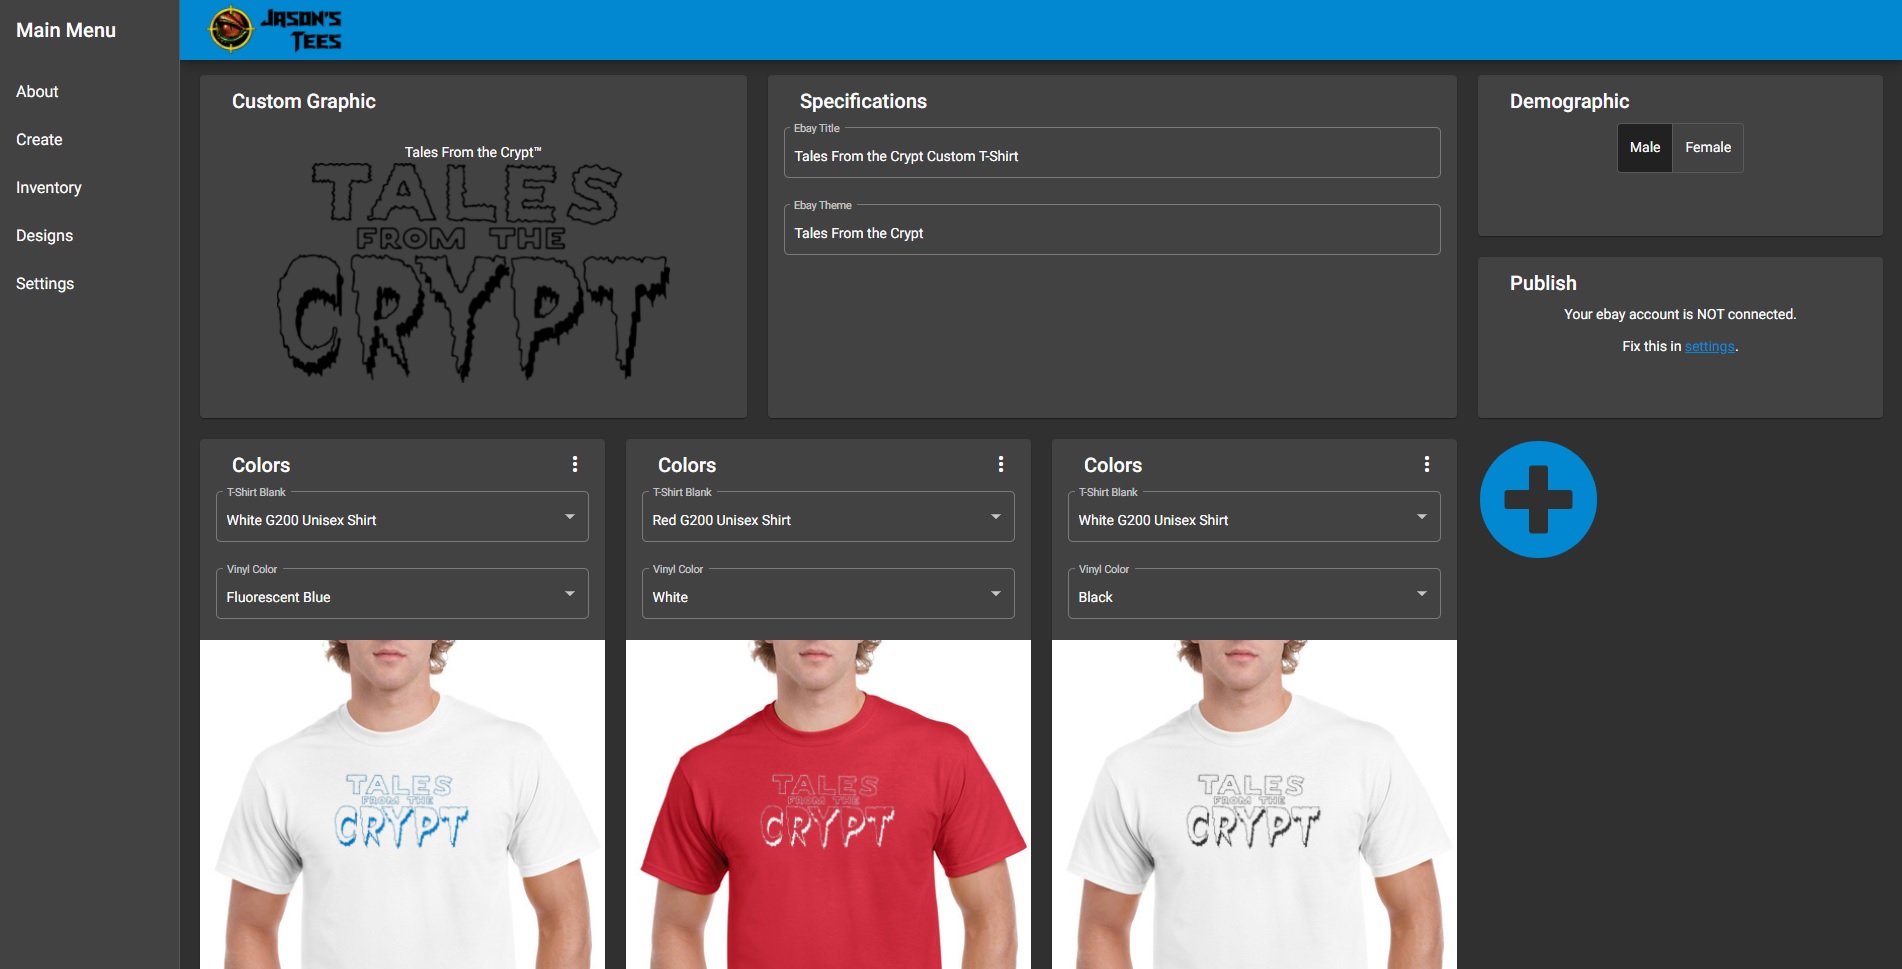 Main Menu
About
Create
Inventory
Designs
Settings
JASON'S
TEES
Custom Graphic
Tales From the Crypt™
TALES
FROM THE
CRYPT
Specifications
Ebay Title
Tales From the Crypt Custom T-Shirt
Ebay Theme
Tales From the Crypt
Demographic
Male
Female
Publish
Your ebay account is NOT connected.
Fix this in settings.
Colors
T-Shirt Blank
White G200 Unisex Shirt
Vinyl Color
Fluorescent Blue
TALES
FROM THE
CRYPT
Colors
T-Shirt Blank
Red G200 Unisex Shirt
Vinyl Color
White
TALES
FROM THE
CRYPT
Colors
T-Shirt Blank
White G200 Unisex Shirt
Vinyl Color
Black
TALES
FROM THE
CRYPT